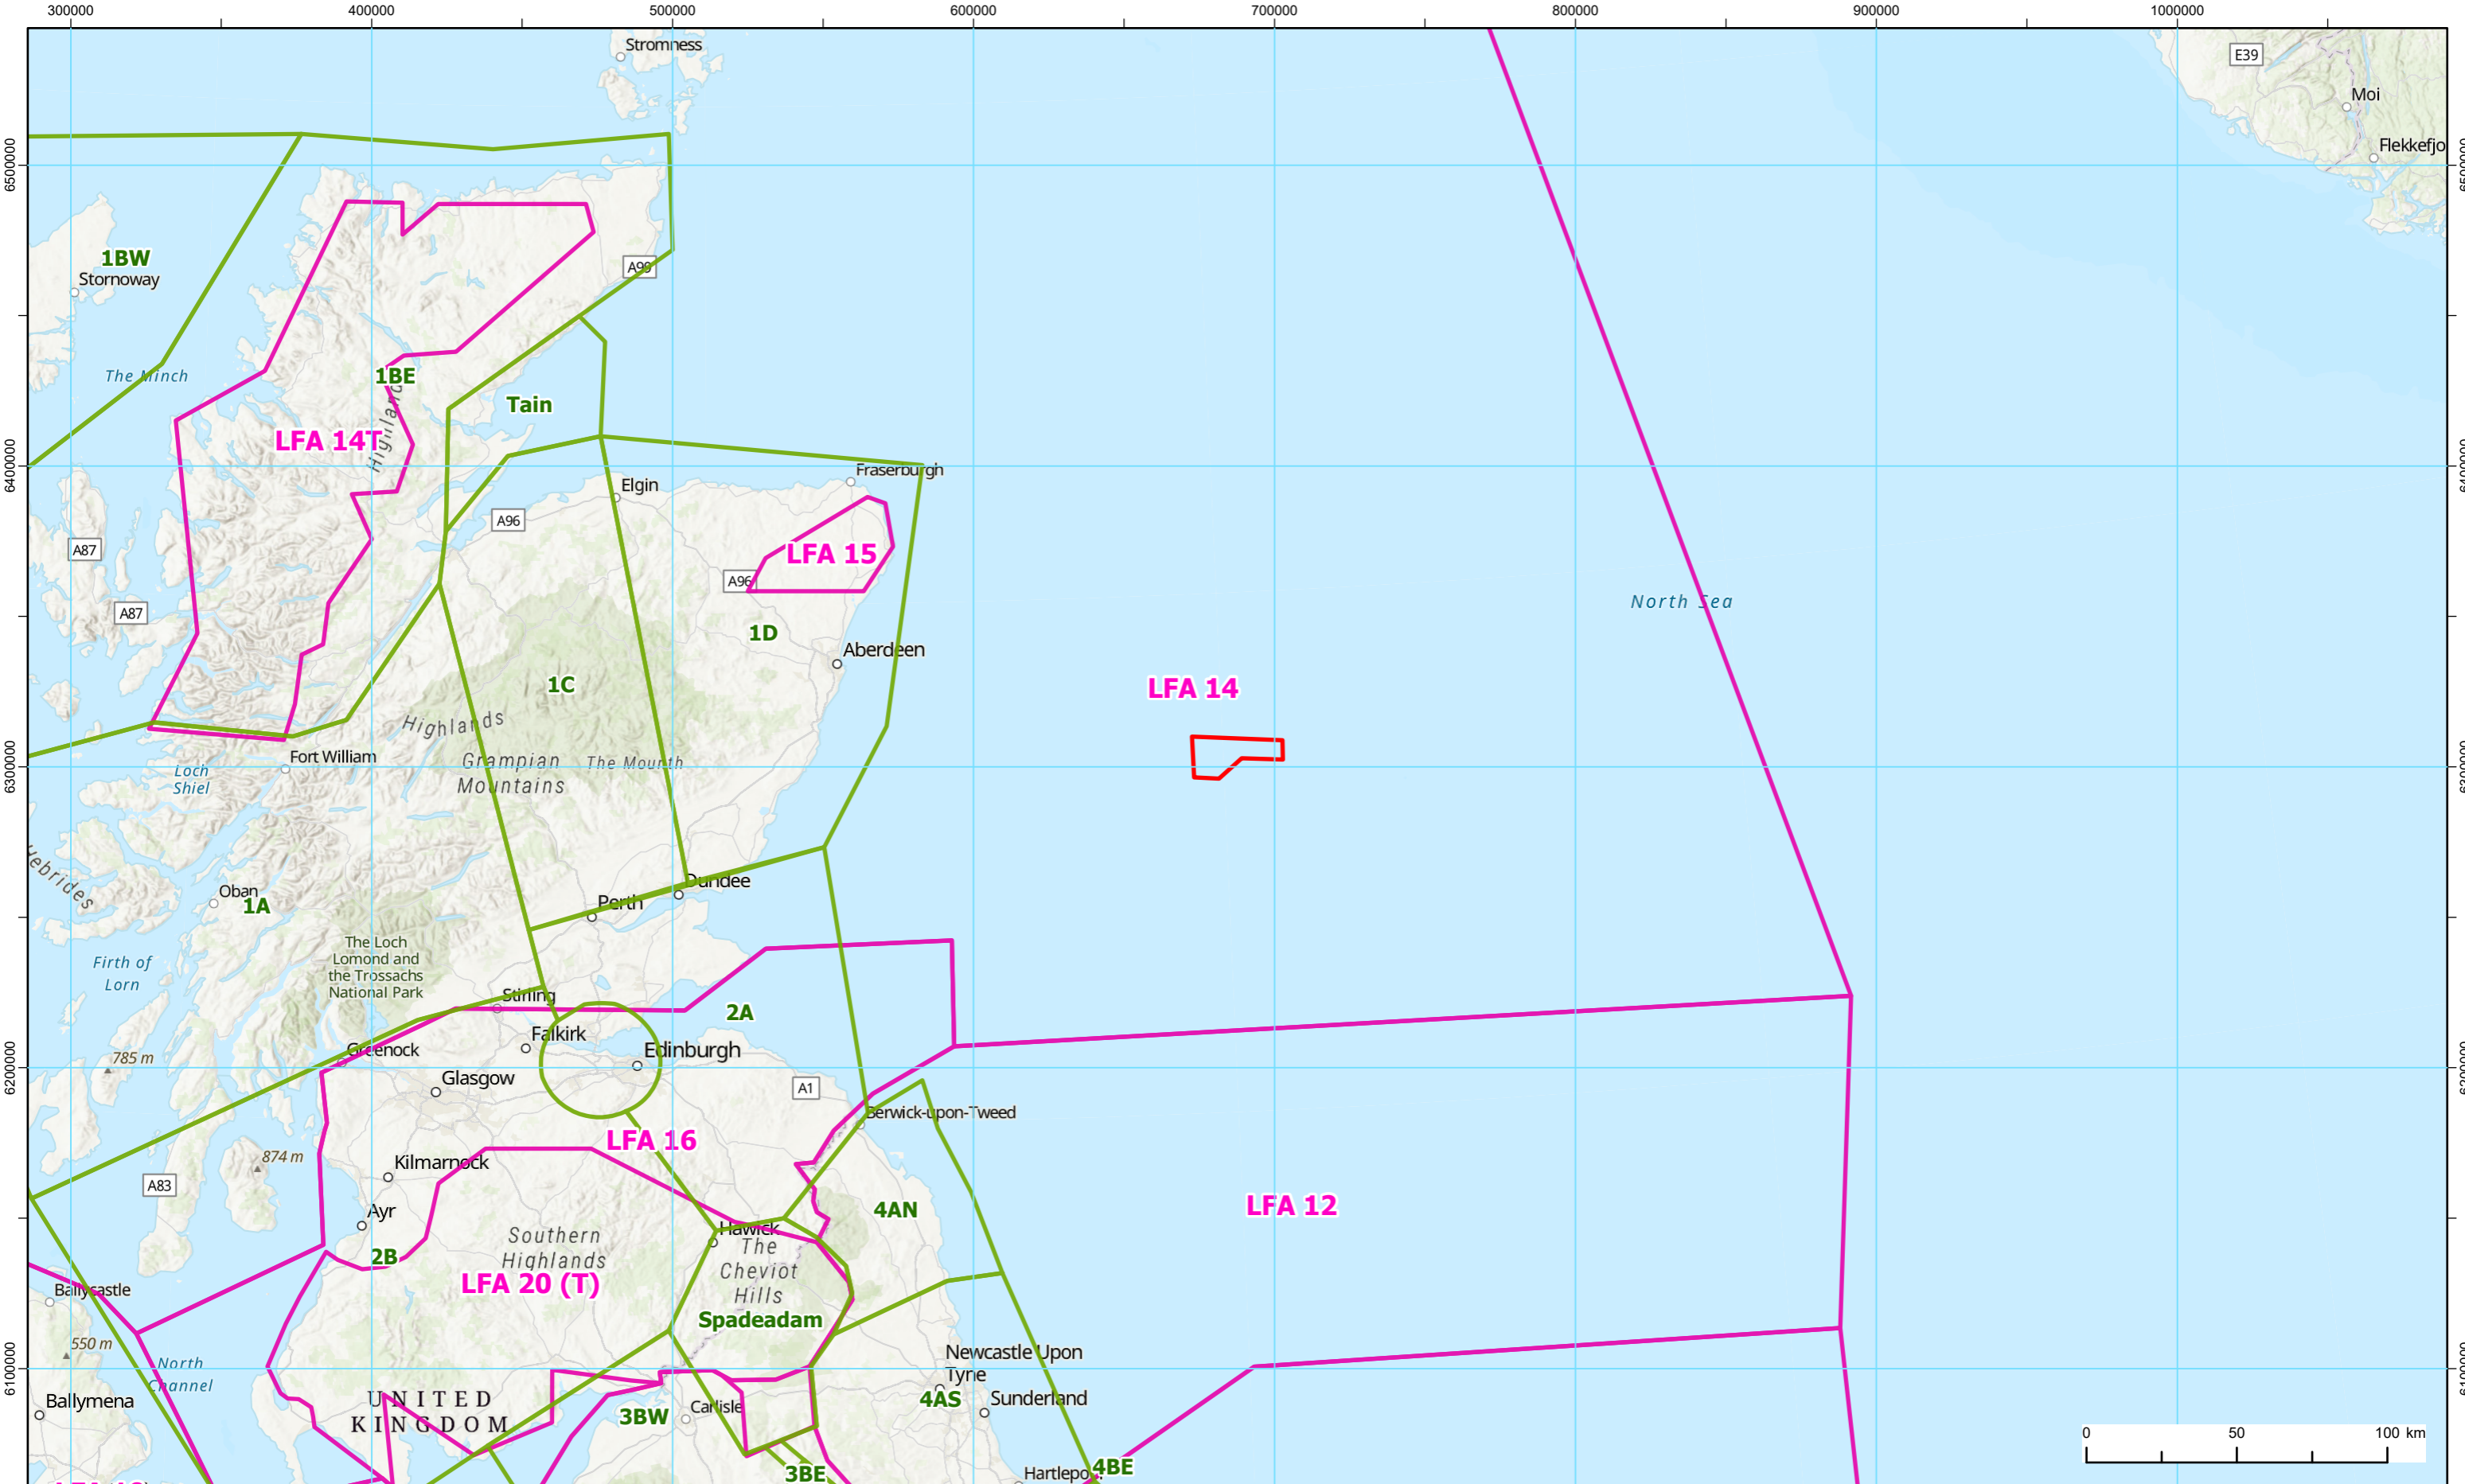 300000
400000
500000
600000
700000
800000
900000
1000000
Stromness
E39
Moi
Flekkefjo
6500000
1BW
Stornoway
A99
The Minch
1BE
Tain
LFA 14T
Highland
6400000
Fraserburgh
Elgin
A96
A87
LFA 15
A96
A87
North Sea
1D
Aberdeen
1C
LFA 14
Highlands
Grampian
Mountains
The Mounth
6300000
Fort William
Loch
Shiel
Hebrides
Oban
1A
Dundee
Perth
The Loch
Lomond and
the Trossachs
National Park
Firth of
Lorn
Stirling
2A
Falkirk
Greenock
Edinburgh
785 m
Glasgow
A1
6200000
Berwick-upon-Tweed
LFA 16
874 m
Kilmarnock
A83
Ayr
4AN
LFA 12
Hawick
Southern
Highlands
The
Cheviot
Hills
2B
LFA 20 (T)
Ballycastle
Spadeadam
550 m
North
Channel
Newcastle Upon
Tyne
6100000
UNITED
KINGDOM
Ballymena
3BW
Carlisle
4AS
Sunderland
3BE
Hartlepo
4BE
0
50
100 km